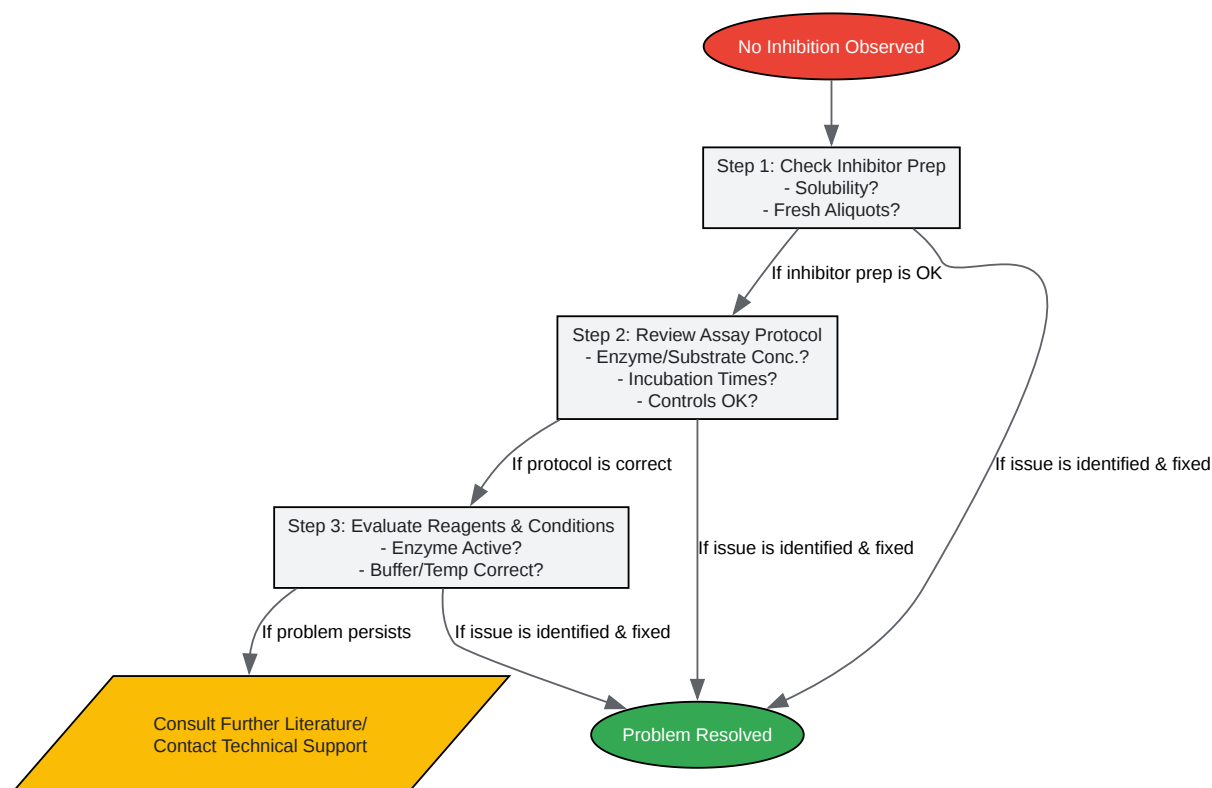 No Inhibition Observed
Step 1: Check Inhibitor Prep
- Solubility?
- Fresh Aliquots?
If inhibitor prep is OK
Step 2: Review Assay Protocol
- Enzyme/Substrate Conc.?
- Incubation Times?
- Controls OK?
If protocol is correct
If issue is identified & fixed
Step 3: Evaluate Reagents & Conditions
- Enzyme Active?
- Buffer/Temp Correct?
If issue is identified & fixed
If problem persists
If issue is identified & fixed
Consult Further Literature/
Contact Technical Support
Problem Resolved